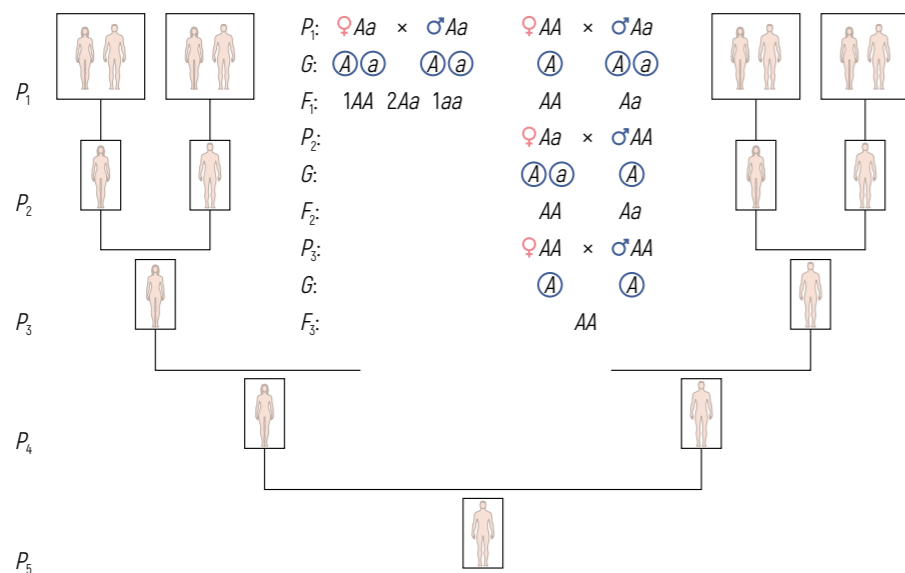 P₁: ♀Aa × ♂Aa ♀AA × ♂Aa
G: A a A a A A a
P₁
F₁: 1AA 2Aa 1aa AA Aa
P₂: ♀Aa × ♂AA
G: A a A
P₂
F₂: AA Aa
P₃: ♀AA × ♂AA
G: A A
P₃
F₃: AA
P₄
P₅